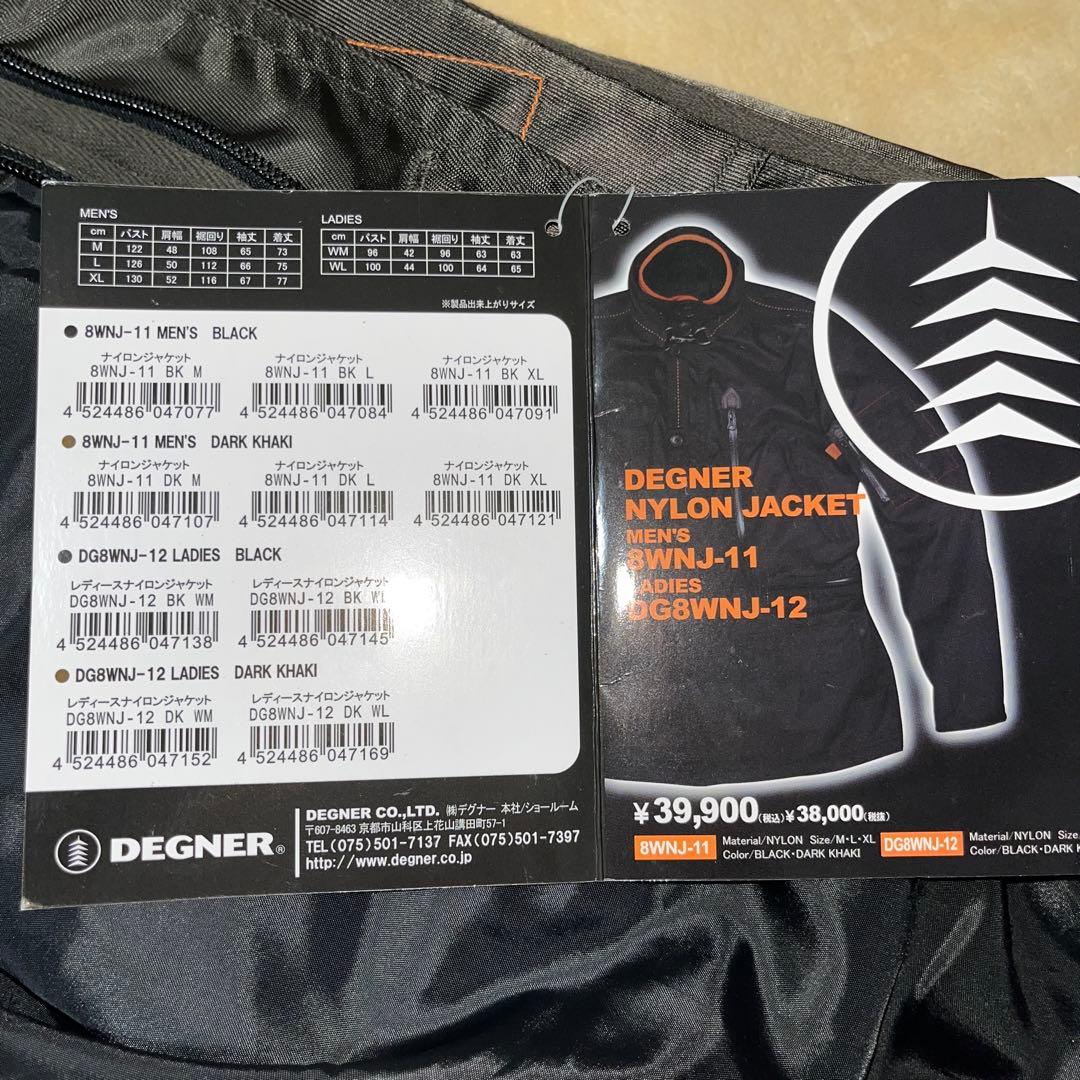 MEN'S
cm バスト 肩幅 裾回り 袖丈 着丈
M 122 48 108 65 73
L 126 50 112 66 75
XL 130 52 116 67 77
LADIES
cm バスト 肩幅 裾回り 袖丈 着丈
WM 96 42 96 63 63
WL 100 44 100 64 65
※製品出来上がりサイズ
8WNJ-11 MEN'S BLACK
ナイロンジャケット ナイロンジャケット ナイロンジャケット
8WNJ-11 BK M 8WNJ-11 BK L 8WNJ-11 BK XL
4 524486 047077 4 524486 047084 4 524486 047091
8WNJ-11 MEN'S DARK KHAKI
ナイロンジャケット ナイロンジャケット ナイロンジャケット
8WNJ-11 DK M 8WNJ-11 DK L 8WNJ-11 DK XL
4 524486 047107 4 524486 047114 4 524486 047121
DG8WNJ-12 LADIES BLACK
レディースナイロンジャケット レディースナイロンジャケット
DG8WNJ-12 BK WM DG8WNJ-12 BK WL
4 524486 047138 4 524486 047145
DG8WNJ-12 LADIES DARK KHAKI
レディースナイロンジャケット レディースナイロンジャケット
DG8WNJ-12 DK WM DG8WNJ-12 DK WL
4 524486 047152 4 524486 047169
DEGNER®
DEGNER CO.,LTD. ㈱デグナー 本社/ショールーム
〒607-8463 京都市山科区上花山講田町57-1
TEL(075)501-7137 FAX(075)501-7397
http://www.degner.co.jp
DEGNER
NYLON JACKET
MEN'S
8WNJ-11
LADIES
DG8WNJ-12
¥39,900(税込)¥38,000(税抜)
8WNJ-11 Material/NYLON Size/M・L・XL
Color/BLACK・DARK KHAKI
DG8WNJ-12 Material/NYLON Size
Color/BLACK・DARK